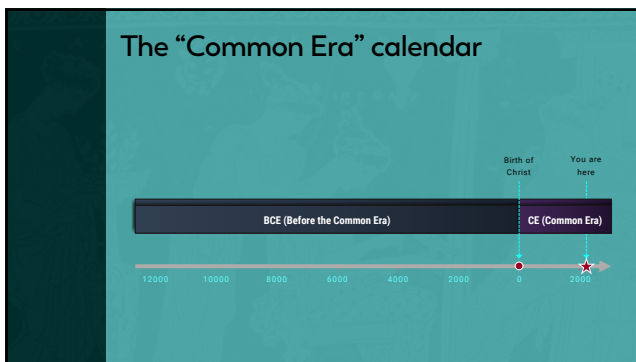 The “Common Era” calendar
Birth of
Christ
You are
here
BCE (Before the Common Era)
CE (Common Era)
12000 10000 8000 6000 4000 2000 0 2000